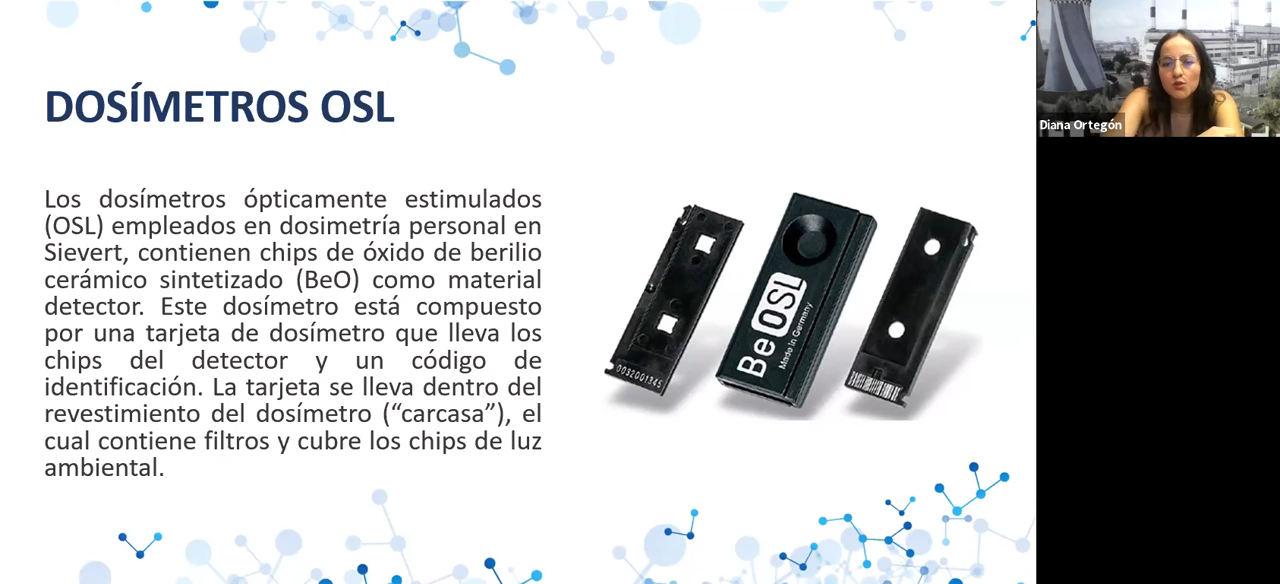 DOSÍMETROS OSL
Los dosímetros ópticamente estimulados
(OSL) empleados en dosimetría personal en
Sievert, contienen chips de óxido de berilio
cerámico sintetizado (BeO) como material
detector. Este dosímetro está compuesto
por una tarjeta de dosímetro que lleva los
chips del detector y un código de
identificación. La tarjeta se lleva dentro del
revestimiento del dosímetro (“carcasa”), el
cual contiene filtros y cubre los chips de luz
ambiental.
0032001345
BeOSL
Made in Germany
Diana Ortegón